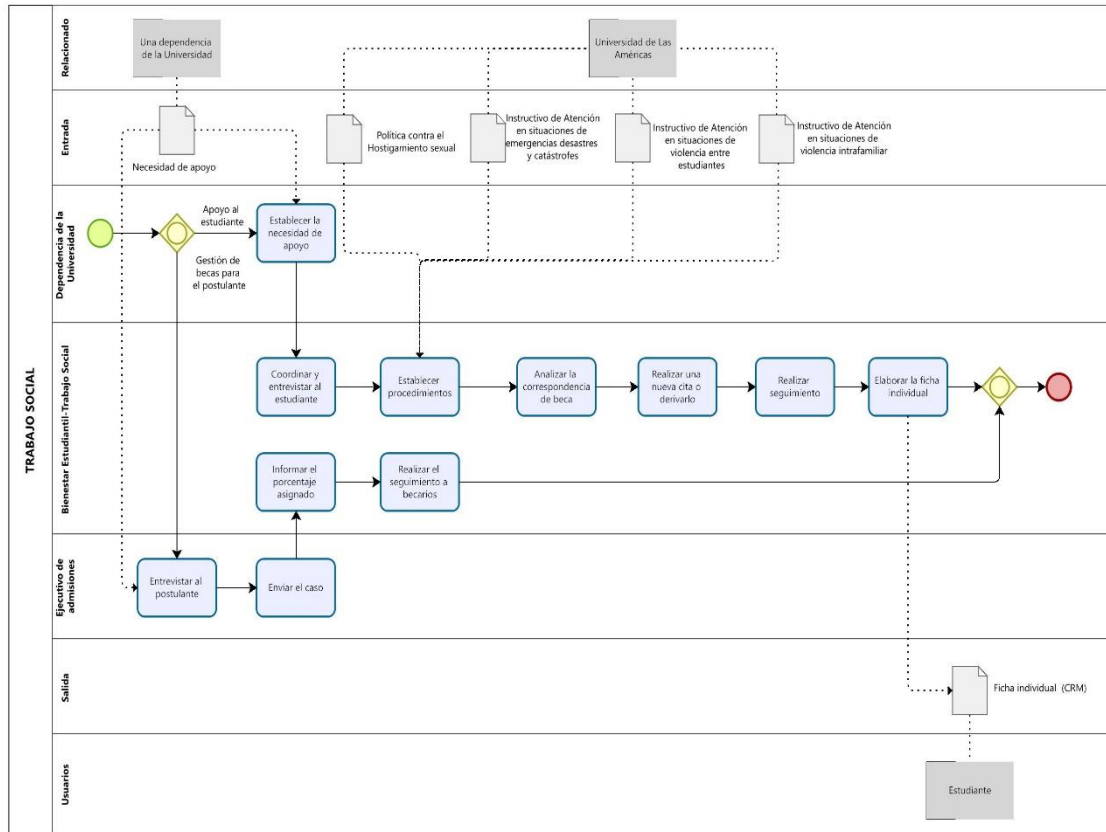 TRABAJO SOCIAL
Relacionado
Una dependencia
de la Universidad
Universidad de Las
Américas
Entrada
Necesidad de apoyo
Política contra el
Hostigamiento sexual
Instructivo de Atención
en situaciones de
emergencias desastres
y catástrofes
Instructivo de Atención
en situaciones de
violencia entre
estudiantes
Instructivo de Atención
en situaciones de
violencia intrafamiliar
Dependencia de la
Universidad
Apoyo al
estudiante
Gestión de
becas para
el postulante
Establecer la
necesidad de
apoyo
Bienestar Estudiantil-Trabajo Social
Coordinar y
entrevistar al
estudiante
Establecer
procedimientos
Analizar la
correspondencia
de beca
Realizar una
nueva cita o
derivarlo
Realizar
seguimiento
Elaborar la ficha
individual
Informar el
porcentaje
asignado
Realizar el
seguimiento a
becarios
Ejecutivo de
admisiones
Entrevistar al
postulante
Enviar el caso
Salida
Ficha individual (CRM)
Usuarios
Estudiante